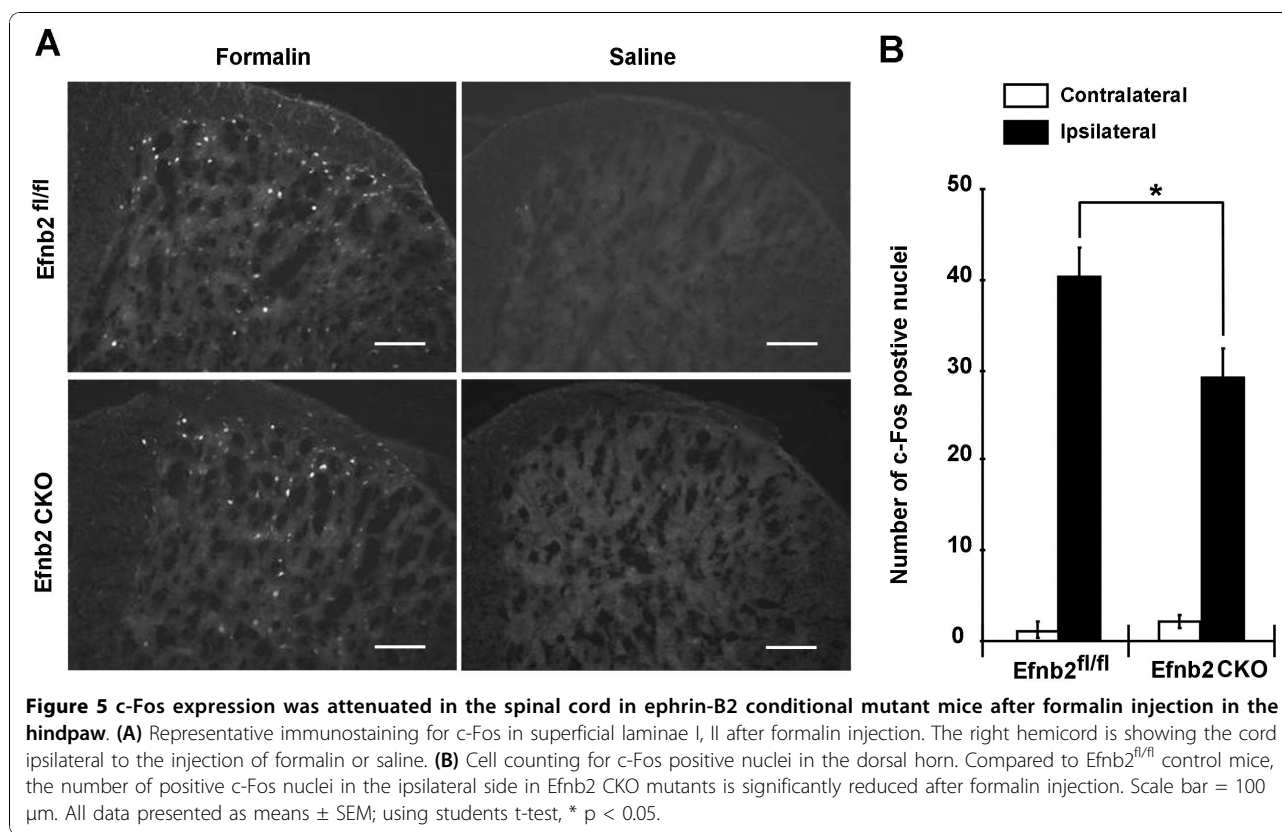 A
Formalin
Saline
Efnb2 fl/fl
Efnb2 CKO
B
Contralateral
Ipsilateral
Number of c-Fos postive nuclei
50
40
30
20
10
0
*
Efnb2fl/fl
Efnb2 CKO
Figure 5 c-Fos expression was attenuated in the spinal cord in ephrin-B2 conditional mutant mice after formalin injection in the
hindpaw. (A) Representative immunostaining for c-Fos in superficial laminae I, II after formalin injection. The right hemicord is showing the cord
ipsilateral to the injection of formalin or saline. (B) Cell counting for c-Fos positive nuclei in the dorsal horn. Compared to Efnb2fl/fl control mice,
the number of positive c-Fos nuclei in the ipsilateral side in Efnb2 CKO mutants is significantly reduced after formalin injection. Scale bar = 100
μm. All data presented as means ± SEM; using students t-test, * p < 0.05.